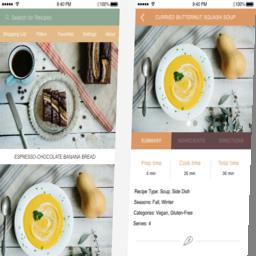 9:40 PM
Search for Recipes
Shopping List Filters Favorites Settings About
ESPRESSO-CHOCOLATE BANANA BREAD
9:40 PM
CURRIED BUTTERNUT SQUASH SOUP
SUMMARY INGREDIENTS DIRECTIONS
Prep time Cook time Total time
5 min 25 min 30 min
Recipe Type: Soup, Side Dish
Seasons: Fall, Winter
Categories: Vegan, Gluten-Free
Serves: 4